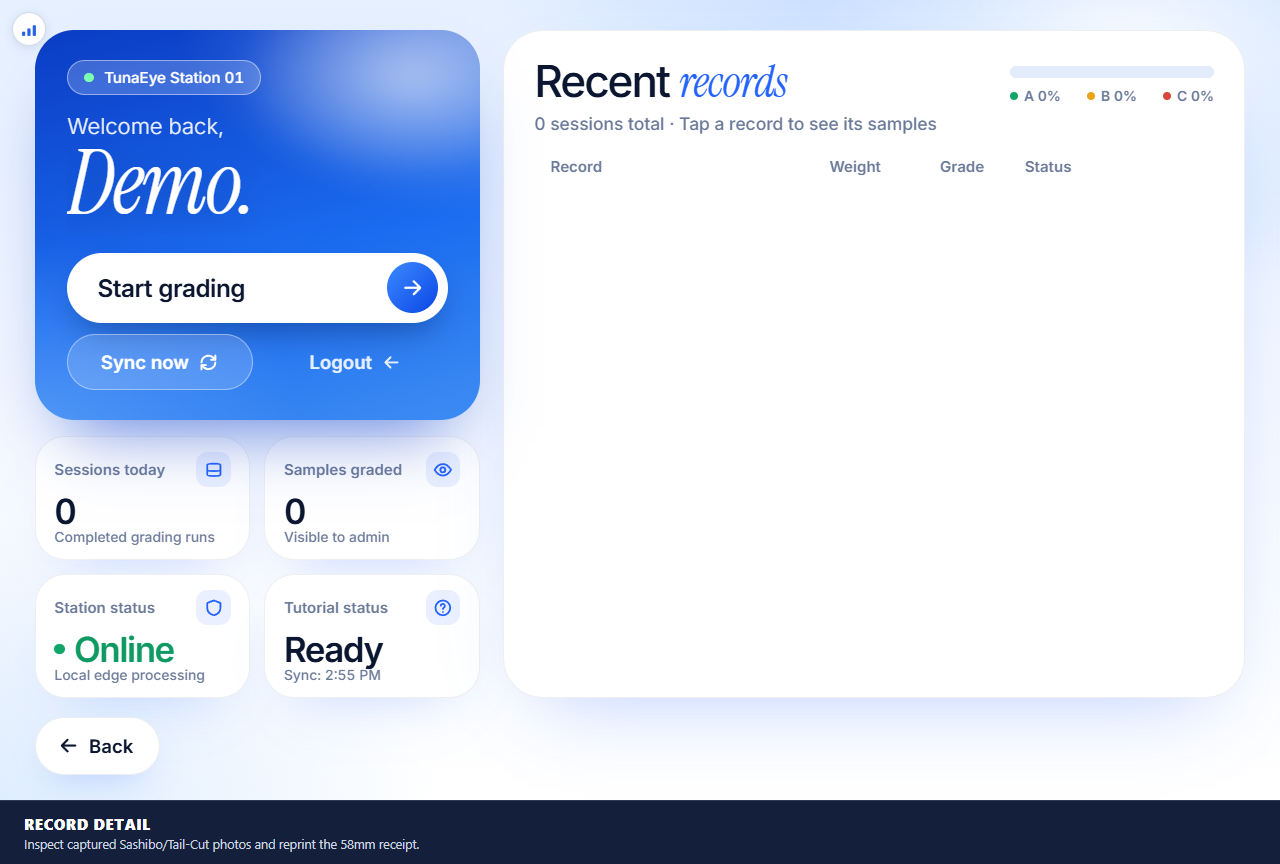 TunaEye Station 01
Welcome back,
Demo.
Start grading
Sync now
Logout
Sessions today
0
Completed grading runs
Samples graded
0
Visible to admin
Station status
Online
Local edge processing
Tutorial status
Ready
Sync: 2:55 PM
Back
Recent records
A 0% B 0% C 0%
0 sessions total · Tap a record to see its samples
Record Weight Grade Status
RECORD DETAIL
Inspect captured Sashibo/Tail-Cut photos and reprint the 58mm receipt.